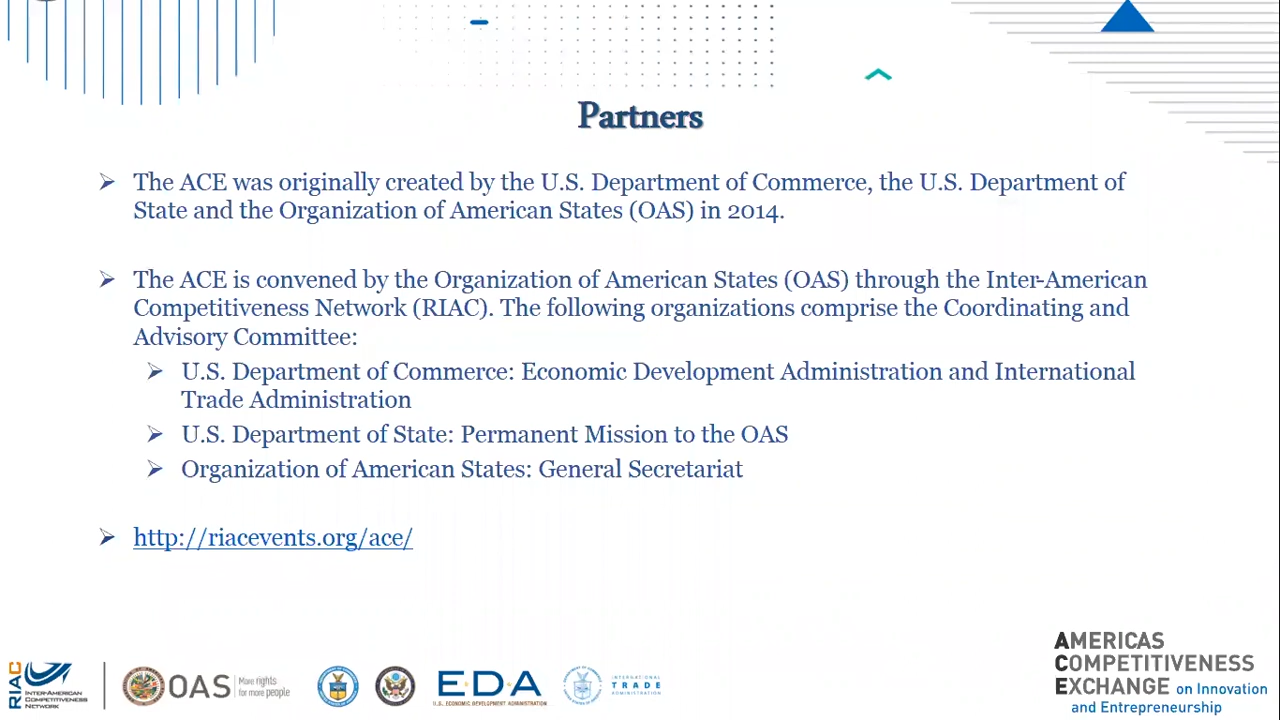 Partners
The ACE was originally created by the U.S. Department of Commerce, the U.S. Department of
State and the Organization of American States (OAS) in 2014.
The ACE is convened by the Organization of American States (OAS) through the Inter-American
Competitiveness Network (RIAC). The following organizations comprise the Coordinating and
Advisory Committee:
U.S. Department of Commerce: Economic Development Administration and International
Trade Administration
U.S. Department of State: Permanent Mission to the OAS
Organization of American States: General Secretariat
http://riacevents.org/ace/
RIAC
INTER-AMERICAN
COMPETITIVENESS
NETWORK
OAS
More rights
for more people
EDA
U.S. ECONOMIC DEVELOPMENT ADMINISTRATION
INTERNATIONAL
TRADE
ADMINISTRATION
AMERICAS
COMPETITIVENESS
EXCHANGE on Innovation
and Entrepreneurship